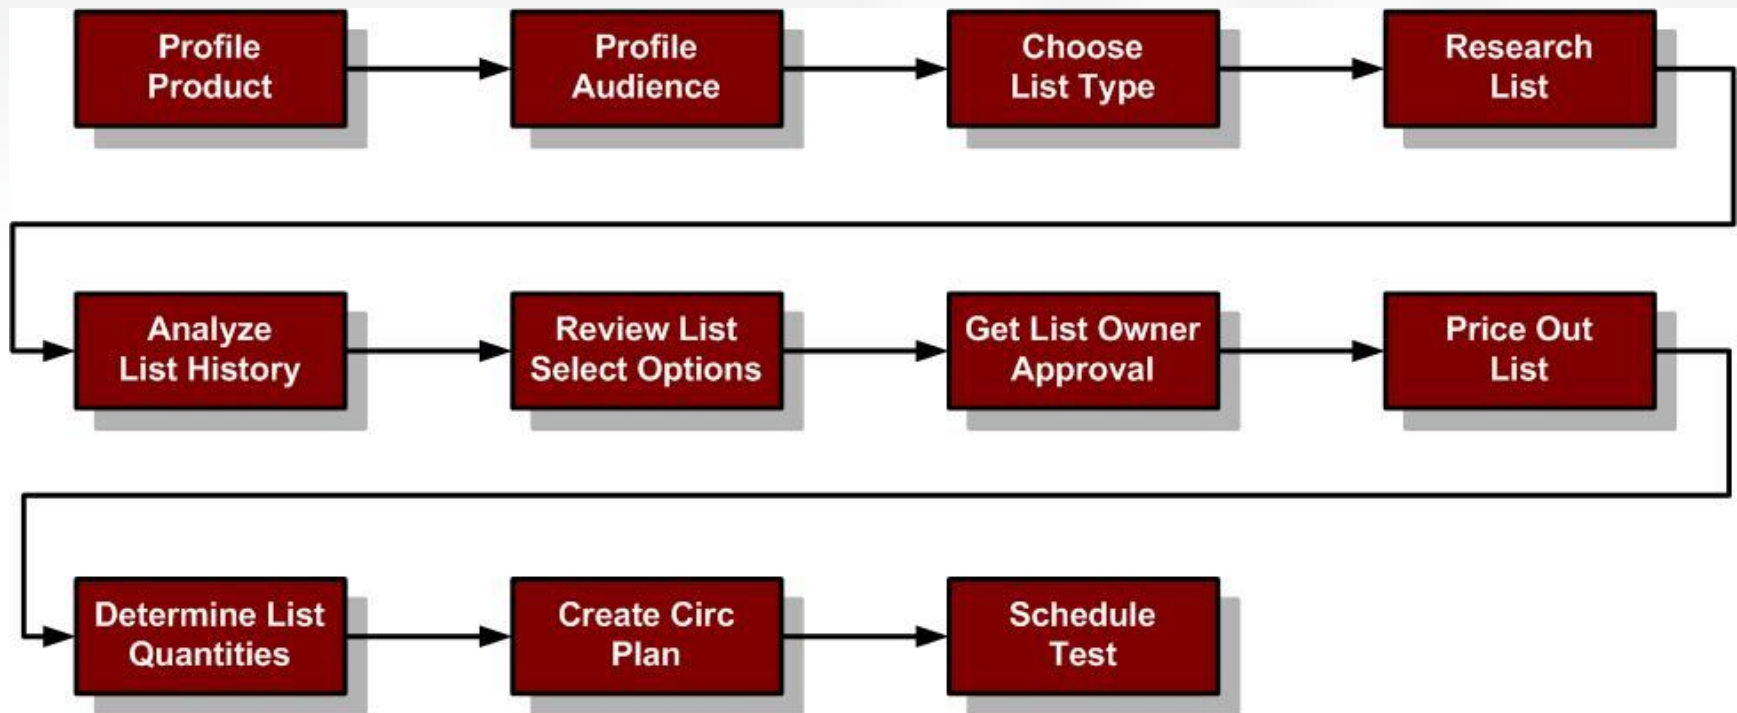 Profile
Product
Profile
Audience
Choose
List Type
Research
List
Analyze
List History
Review List
Select Options
Get List Owner
Approval
Price Out
List
Determine List
Quantities
Create Circ
Plan
Schedule
Test